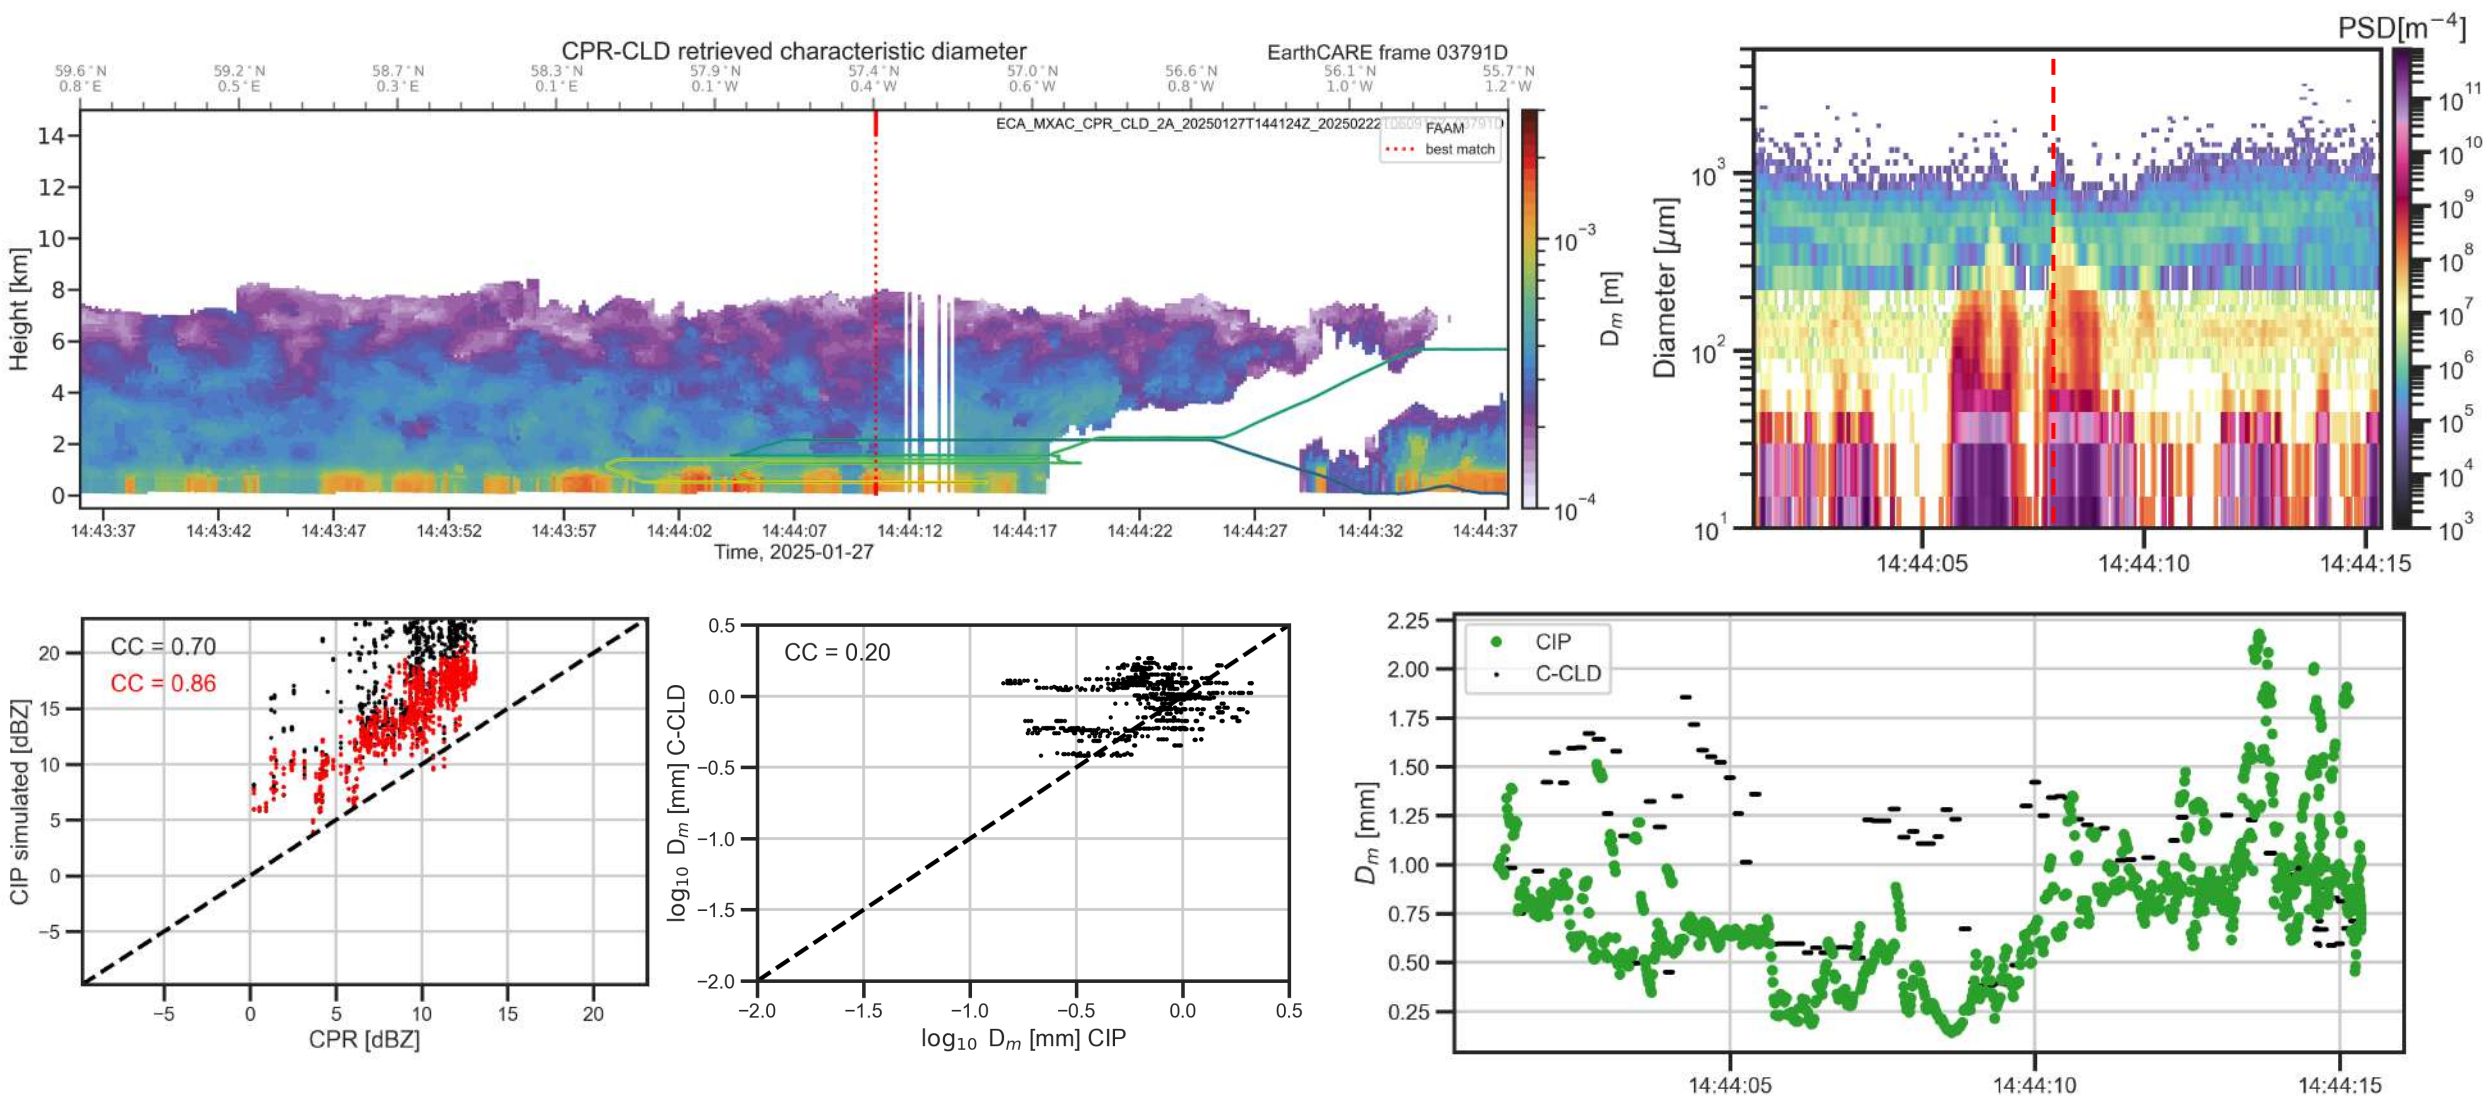 CPR-CLD retrieved characteristic diameter
EarthCARE frame 03791D
59.6°N 59.2°N 58.7°N 58.3°N 57.9°N 57.4°N 57.0°N 56.6°N 56.1°N 55.7°N
0.8°E 0.5°E 0.3°E 0.1°E 0.1°W 0.4°W 0.6°W 0.8°W 1.0°W 1.2°W
ECA_MXAC_CPR_CLD_2A_20250127T144124Z_20250222
FAAM
best match
Height [km]
14
12
10
8
6
4
2
0
14:43:37 14:43:42 14:43:47 14:43:52 14:43:57 14:44:02 14:44:07 14:44:12 14:44:17 14:44:22 14:44:27 14:44:32 14:44:37
Time, 2025-01-27
10⁻³
10⁻⁴
Dₘ [m]
PSD[m⁻⁴]
Diameter [μm]
10³
10²
10¹
14:44:05 14:44:10 14:44:15
10¹¹
10¹⁰
10⁹
10⁸
10⁷
10⁶
10⁵
10⁴
10³
CC = 0.70
CC = 0.86
CIP simulated [dBZ]
20
15
10
5
0
−5
−5 0 5 10 15 20
CPR [dBZ]
CC = 0.20
log₁₀ Dₘ [mm] C-CLD
0.5
0.0
−0.5
−1.0
−1.5
−2.0
−2.0 −1.5 −1.0 −0.5 0.0 0.5
log₁₀ Dₘ [mm] CIP
CIP
C-CLD
Dₘ [mm]
2.25
2.00
1.75
1.50
1.25
1.00
0.75
0.50
0.25
14:44:05 14:44:10 14:44:15